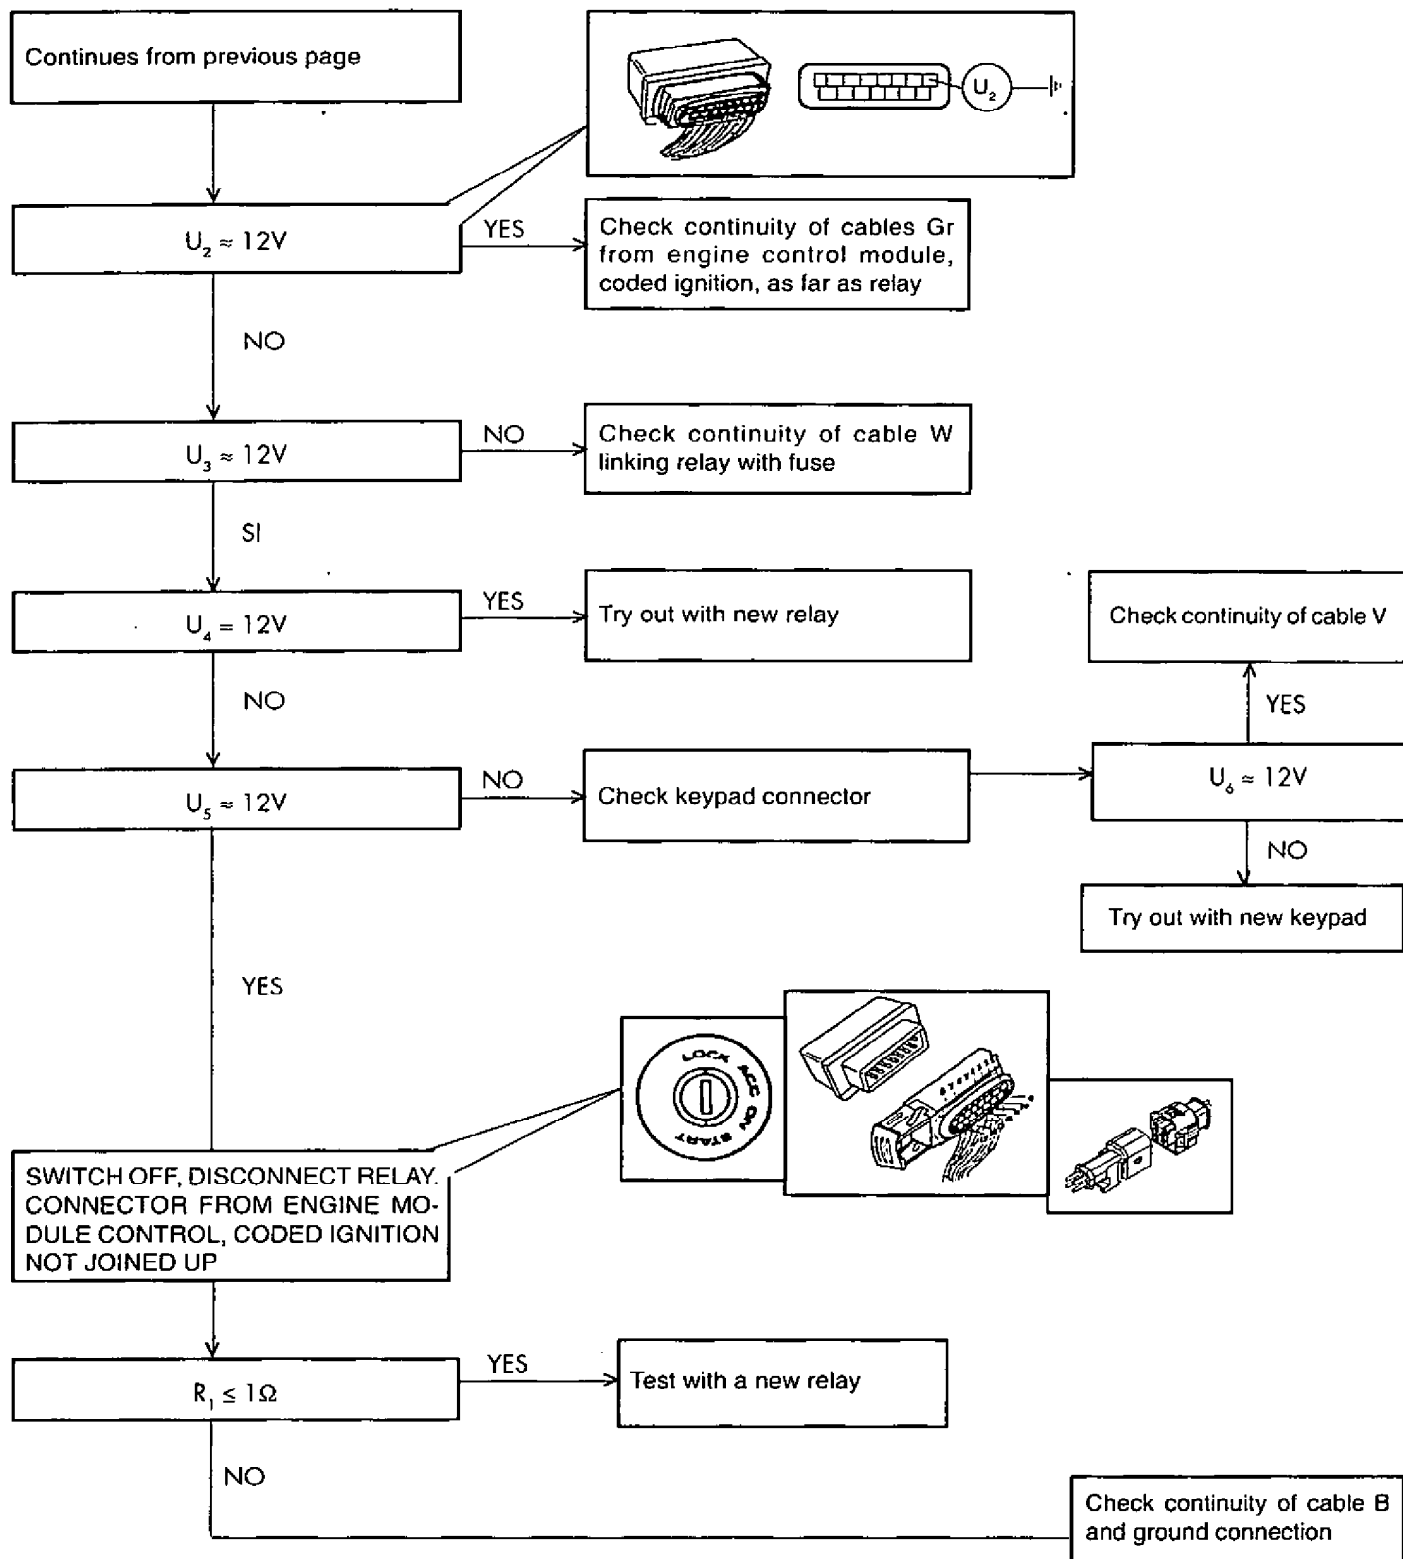 Continues from previous page
U2
U2 ≈ 12V
YES
Check continuity of cables Gr
from engine control module,
coded ignition, as far as relay
NO
U3 ≈ 12V
NO
Check continuity of cable W
linking relay with fuse
SI
U4 = 12V
YES
Try out with new relay
Check continuity of cable V
NO
YES
U5 ≈ 12V
NO
Check keypad connector
U6 ≈ 12V
NO
Try out with new keypad
YES
LOCK ACC ON START
SWITCH OFF, DISCONNECT RELAY.
CONNECTOR FROM ENGINE MO-
DULE CONTROL, CODED IGNITION
NOT JOINED UP
R1 ≤ 1Ω
YES
Test with a new relay
NO
Check continuity of cable B
and ground connection